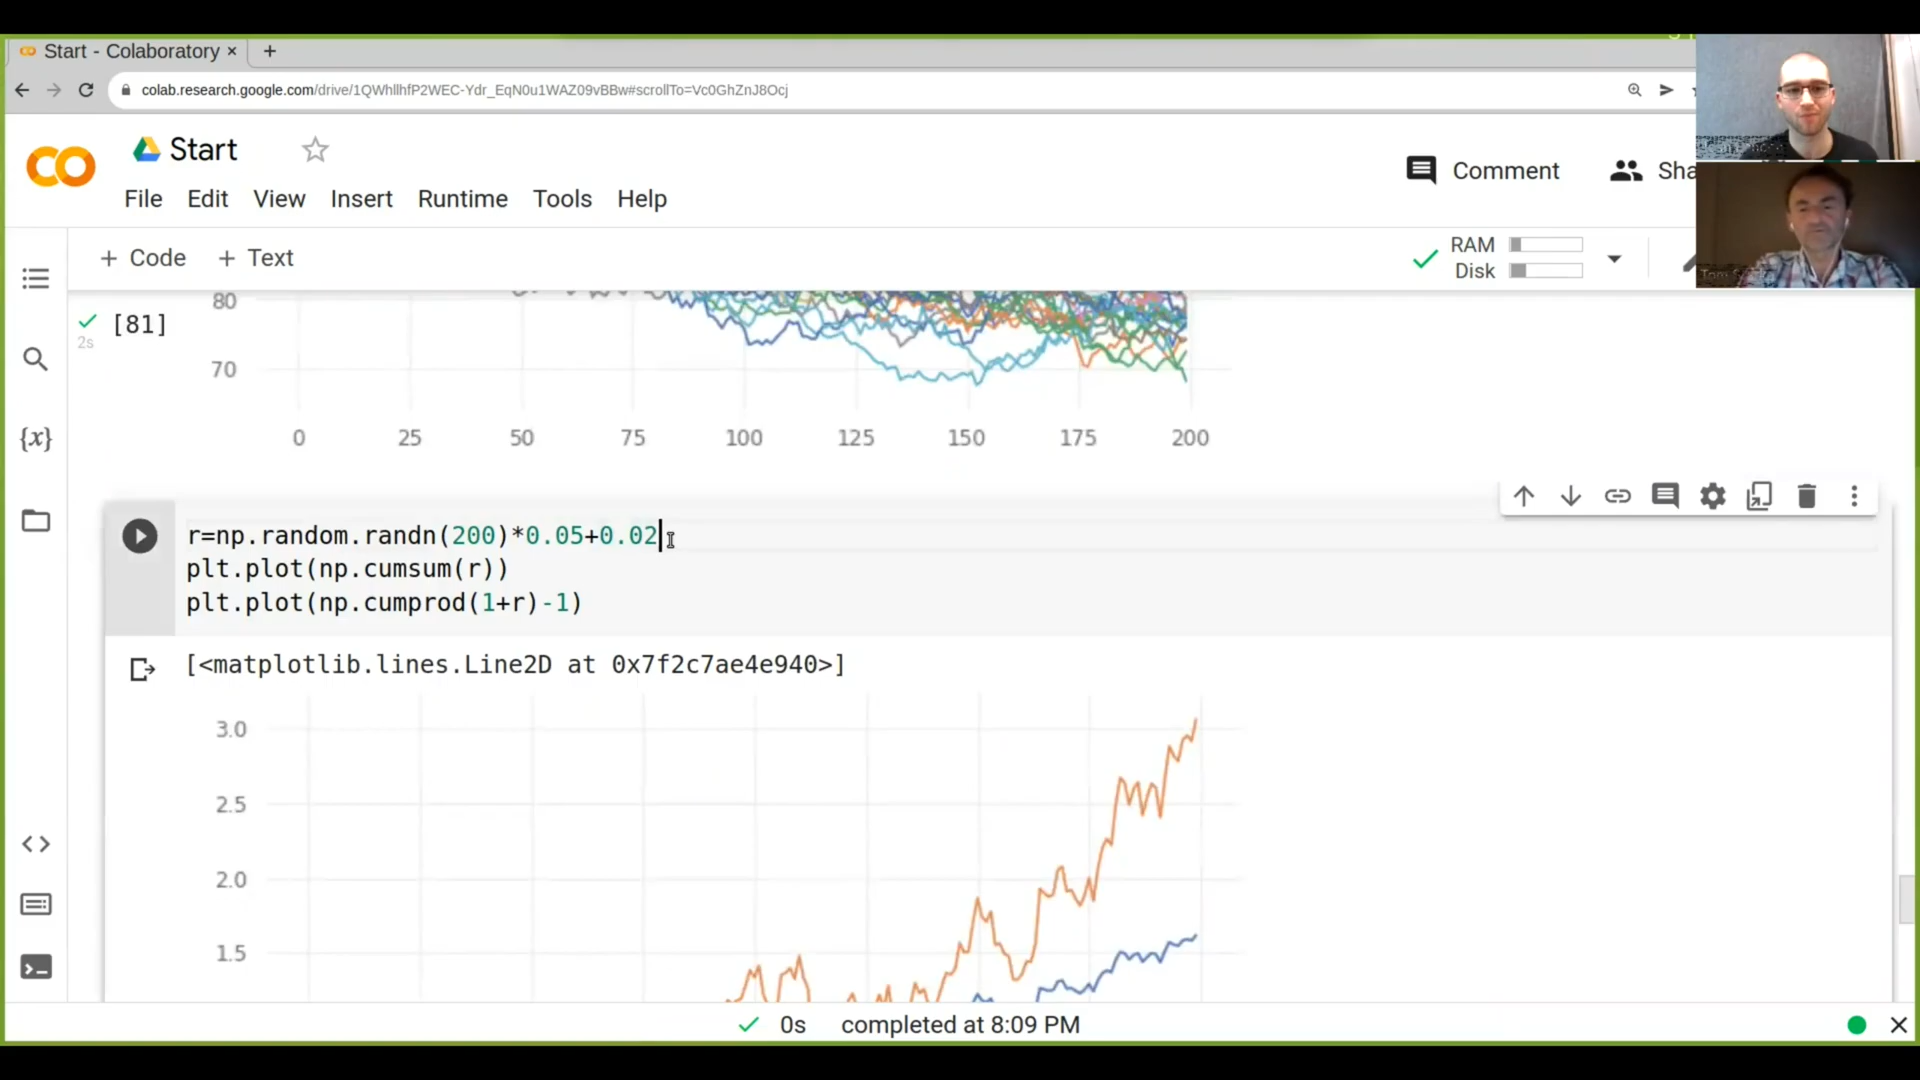 Start - Colaboratory × +
colab.research.google.com/drive/1QWhllhfP2WEC-Ydr_EqN0u1WAZ09vBBw#scrollTo=Vc0GhZnJ8Ocj
Start
File Edit View Insert Runtime Tools Help
Comment Sha
+ Code + Text
RAM
Disk
[81]
2s
80
70
0 25 50 75 100 125 150 175 200
r=np.random.randn(200)*0.05+0.02
plt.plot(np.cumsum(r))
plt.plot(np.cumprod(1+r)-1)
[<matplotlib.lines.Line2D at 0x7f2c7ae4e940>]
3.0
2.5
2.0
1.5
0s completed at 8:09 PM
{x}